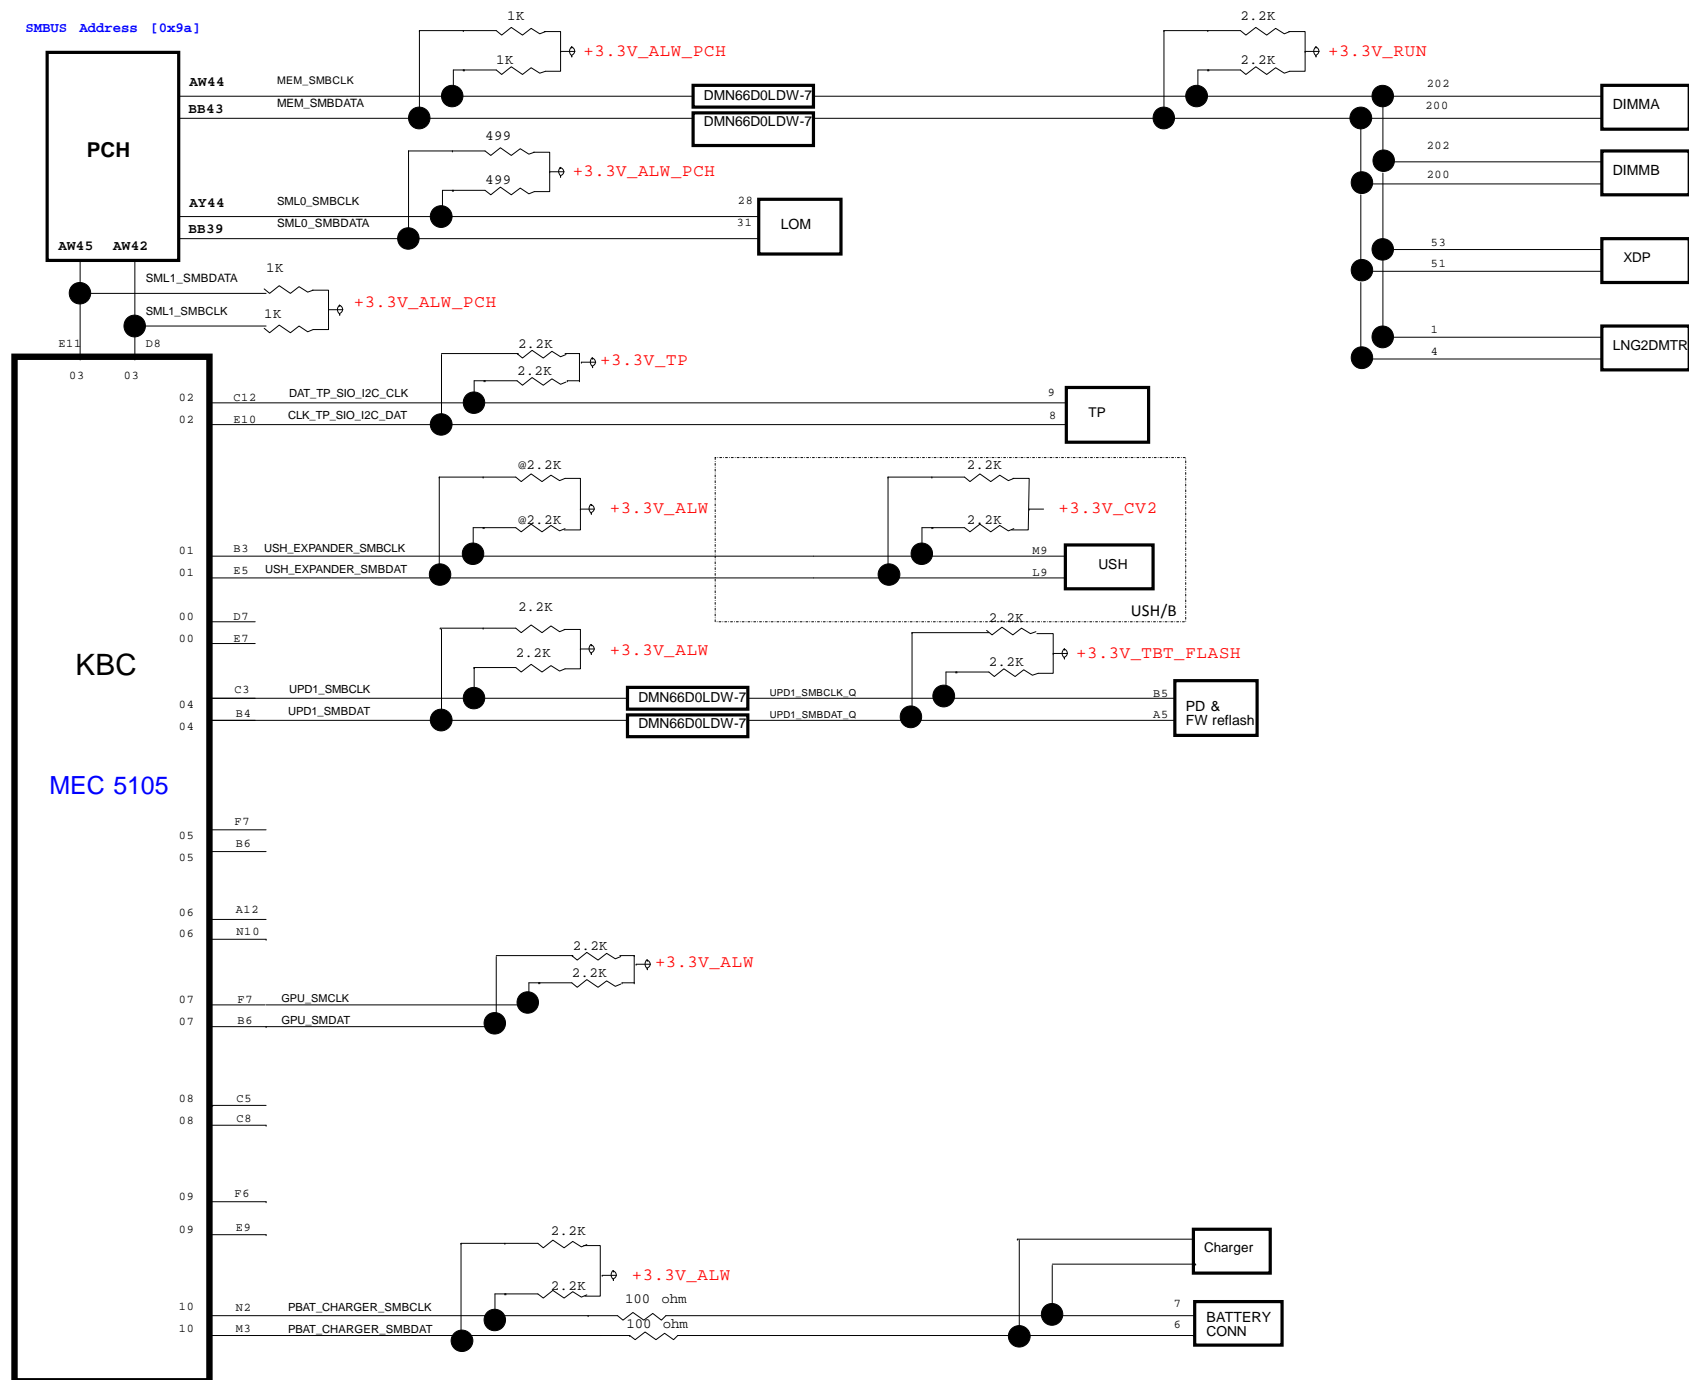 SMBUS Address [0x9a]
1K
+3.3V_ALW_PCH
1K
2.2K
+3.3V_RUN
2.2K
AW44
MEM_SMBCLK
DMN66D0LDW-7
202
DIMMA
BB43
MEM_SMBDATA
DMN66D0LDW-7
200
PCH
499
+3.3V_ALW_PCH
499
202
DIMMB
200
AY44
SML0_SMBCLK
28
LOM
BB39
SML0_SMBDATA
31
AW45
AW42
53
XDP
51
SML1_SMBDATA
1K
+3.3V_ALW_PCH
SML1_SMBCLK
1K
1
LNG2DMTR
4
E11
D8
03
03
2.2K
+3.3V_TP
2.2K
02
C12
DAT_TP_SIO_I2C_CLK
9
TP
02
E10
CLK_TP_SIO_I2C_DAT
8
@2.2K
+3.3V_ALW
@2.2K
2.2K
+3.3V_CV2
2.2K
01
B3
USH_EXPANDER_SMBCLK
M9
USH
01
E5
USH_EXPANDER_SMBDAT
L9
USH/B
00
D7
00
E7
2.2K
+3.3V_ALW
2.2K
2.2K
+3.3V_TBT_FLASH
2.2K
KBC
C3
UPD1_SMBCLK
DMN66D0LDW-7
UPD1_SMBCLK_Q
B5
PD &
FW reflash
04
B4
UPD1_SMBDAT
DMN66D0LDW-7
UPD1_SMBDAT_Q
A5
04
MEC 5105
05
F7
05
B6
06
A12
06
N10
2.2K
+3.3V_ALW
2.2K
07
F7
GPU_SMCLK
07
B6
GPU_SMDAT
08
C5
08
C8
09
F6
09
E9
2.2K
+3.3V_ALW
2.2K
Charger
10
N2
PBAT_CHARGER_SMBCLK
100 ohm
7
BATTERY
CONN
10
M3
PBAT_CHARGER_SMBDAT
100 ohm
6